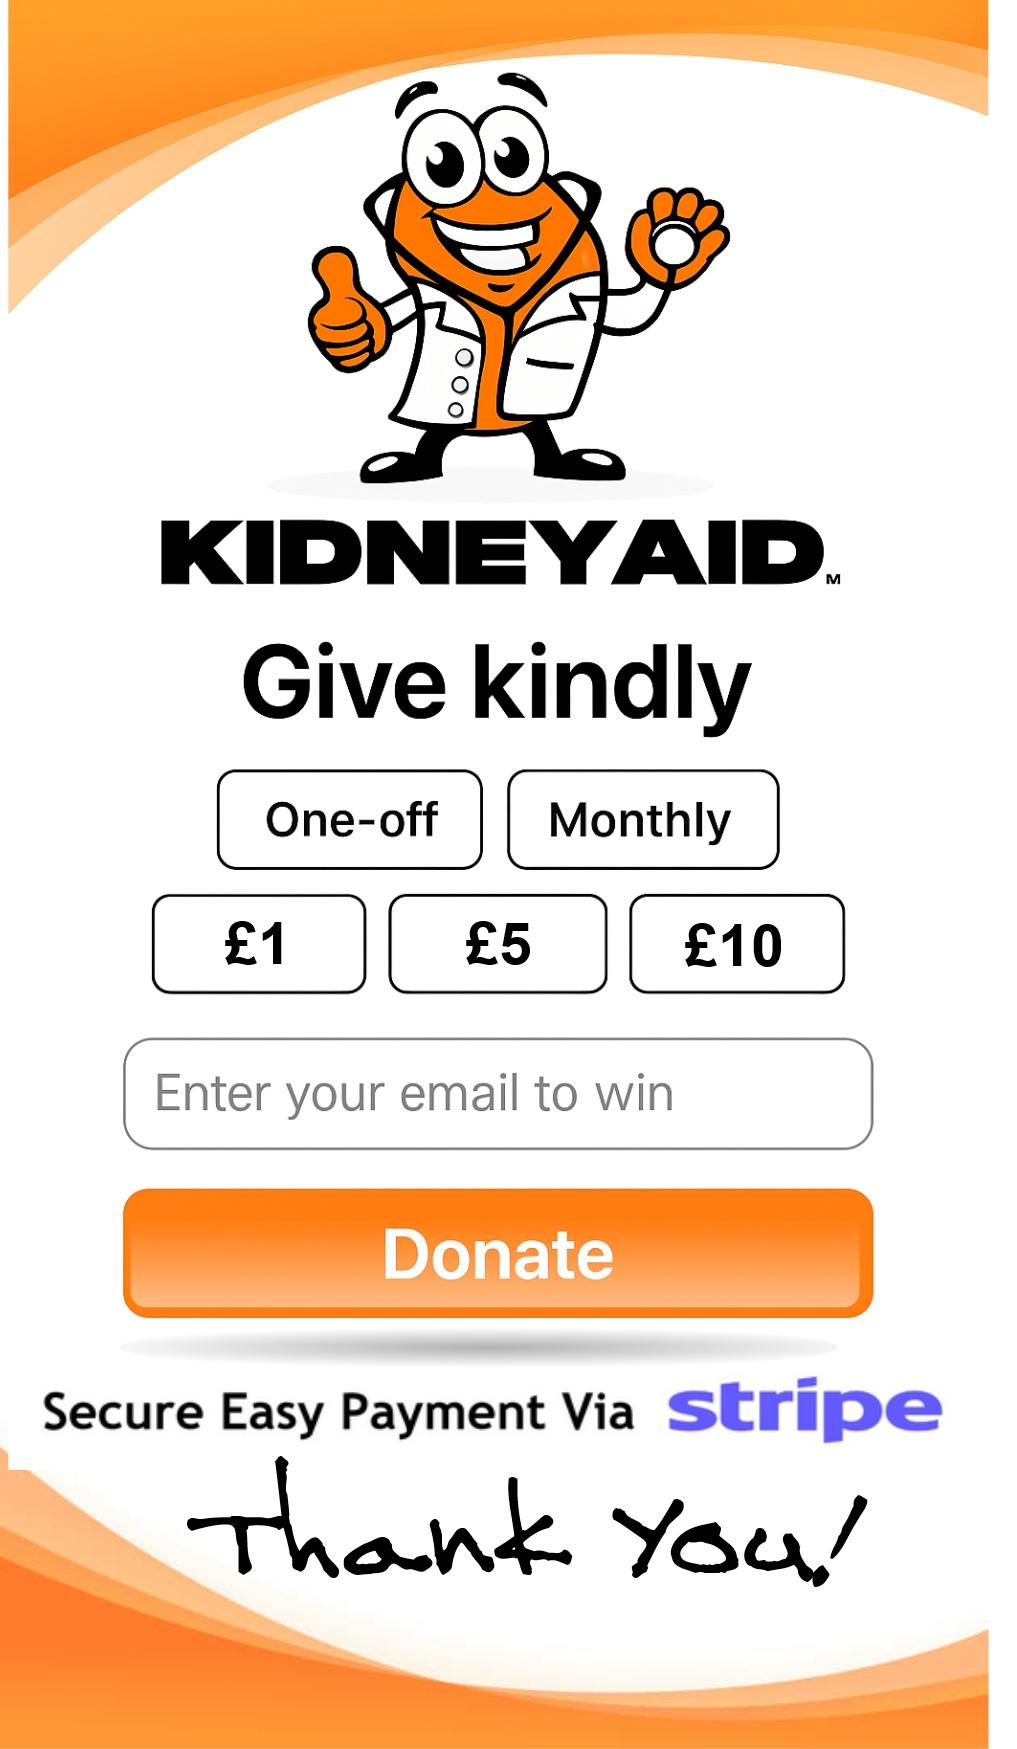 KIDNEYAID™
Give kindly
One-off Monthly
£1 £5 £10
Enter your email to win
Donate
Secure Easy Payment Via stripe
Thank You!